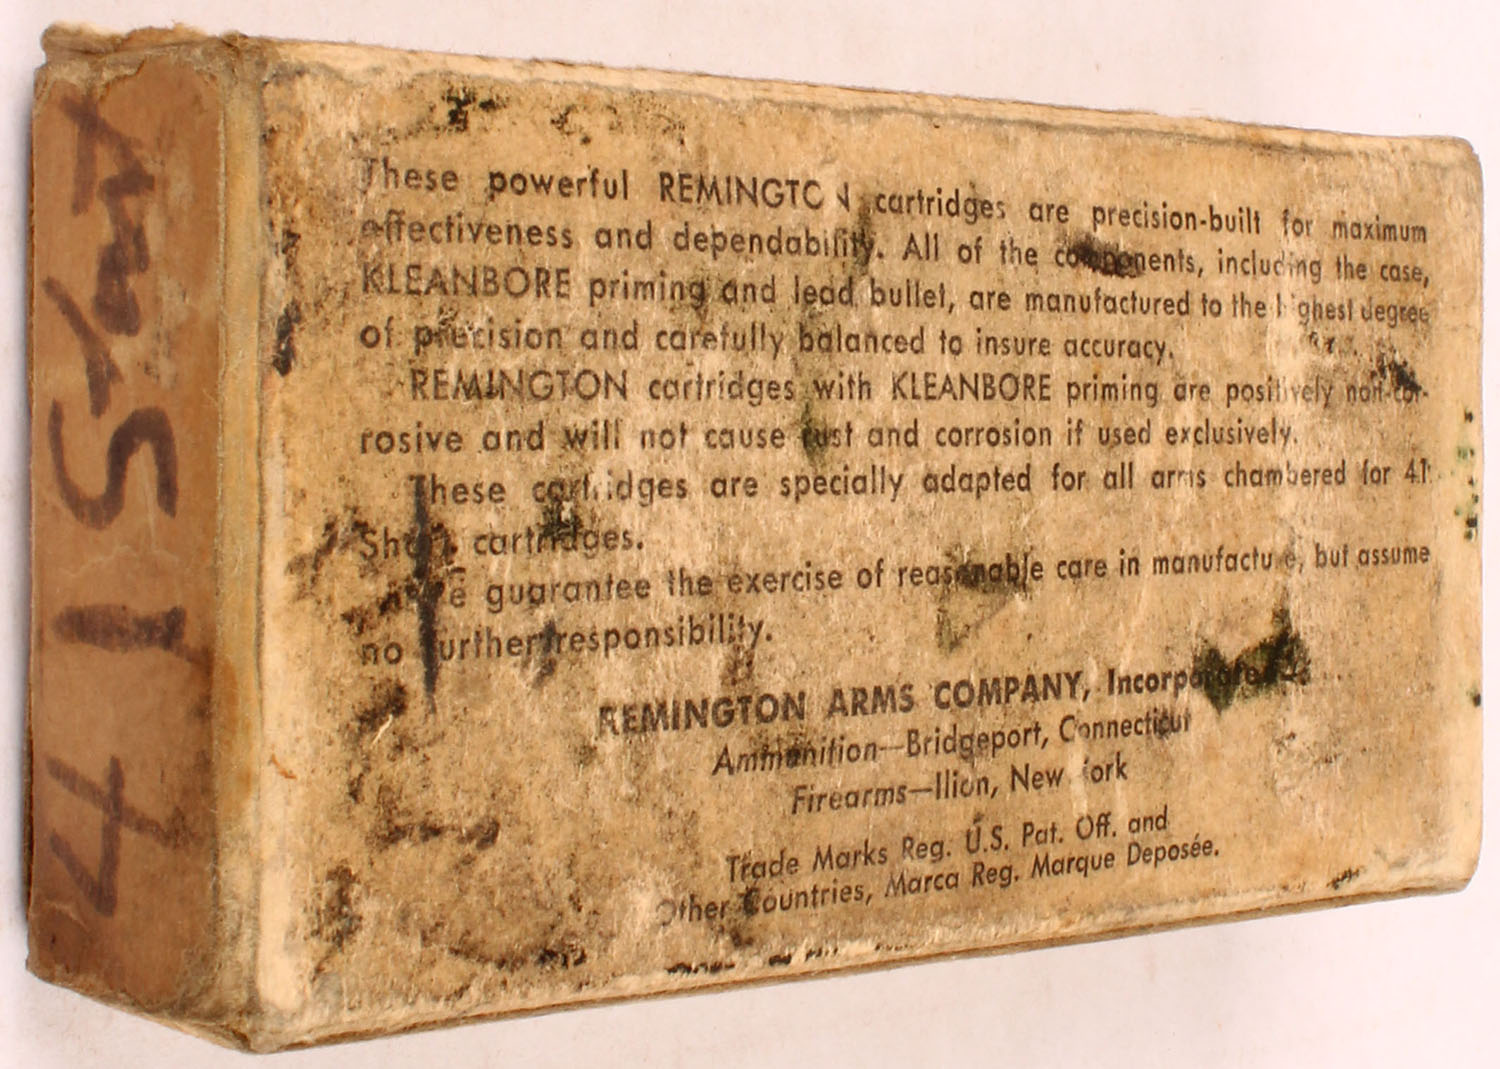 These powerful REMINGTON cartridges are precision-built for maximum
effectiveness and dependability. All of the components, including the case,
KLEANBORE priming and lead bullet, are manufactured to the highest degree
of precision and carefully balanced to insure accuracy.
REMINGTON cartridges with KLEANBORE priming are positively non-cor-
rosive and will not cause rust and corrosion if used exclusively.
These cartridges are specially adapted for all arms chambered for 41
Short cartridges.
We guarantee the exercise of reasonable care in manufacture, but assume
no further responsibility.
REMINGTON ARMS COMPANY, Incorporated
Ammunition—Bridgeport, Connecticut
Firearms—Ilion, New York
Trade Marks Reg. U.S. Pat. Off. and
Other Countries, Marca Reg. Marque Deposée.
41